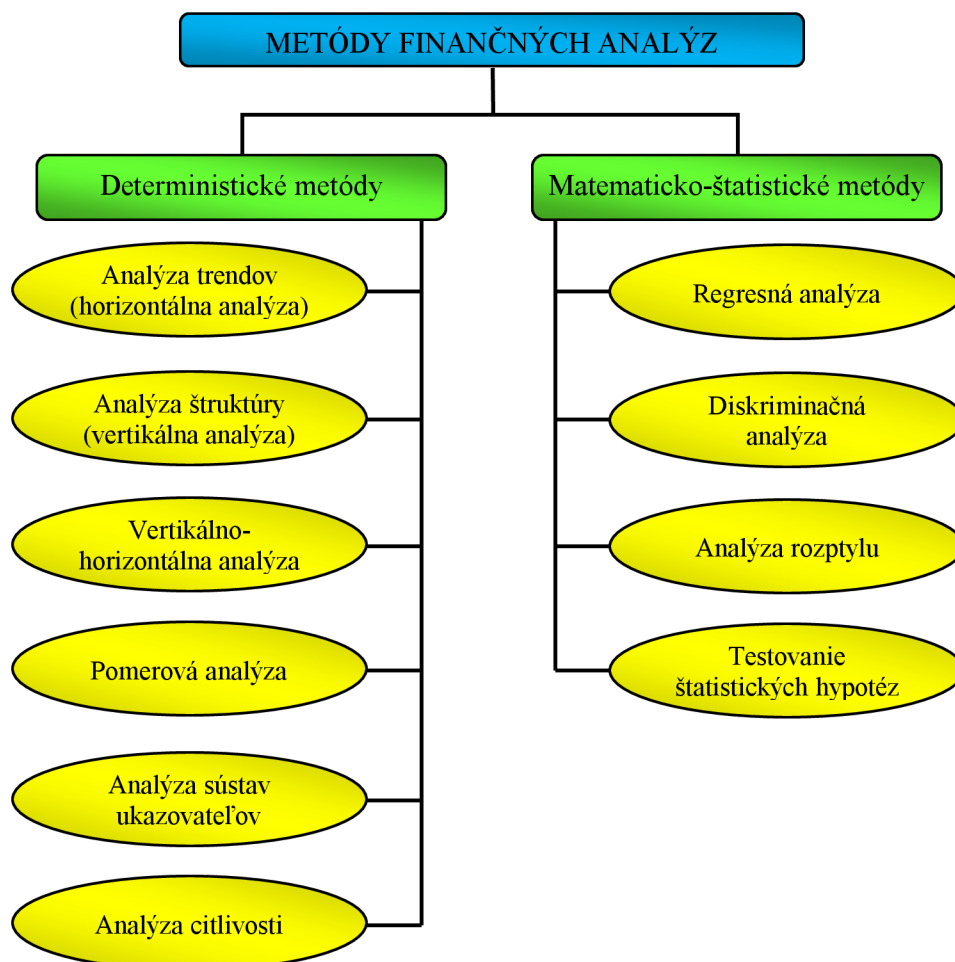 METÓDY FINANČNÝCH ANALÝZ
Deterministické metódy
Analýza trendov
(horizontálna analýza)
Analýza štruktúry
(vertikálna analýza)
Vertikálno-
horizontálna analýza
Pomerová analýza
Analýza sústav
ukazovateľov
Analýza citlivosti
Matematicko-štatistické metódy
Regresná analýza
Diskriminačná
analýza
Analýza rozptylu
Testovanie
štatistických hypotéz